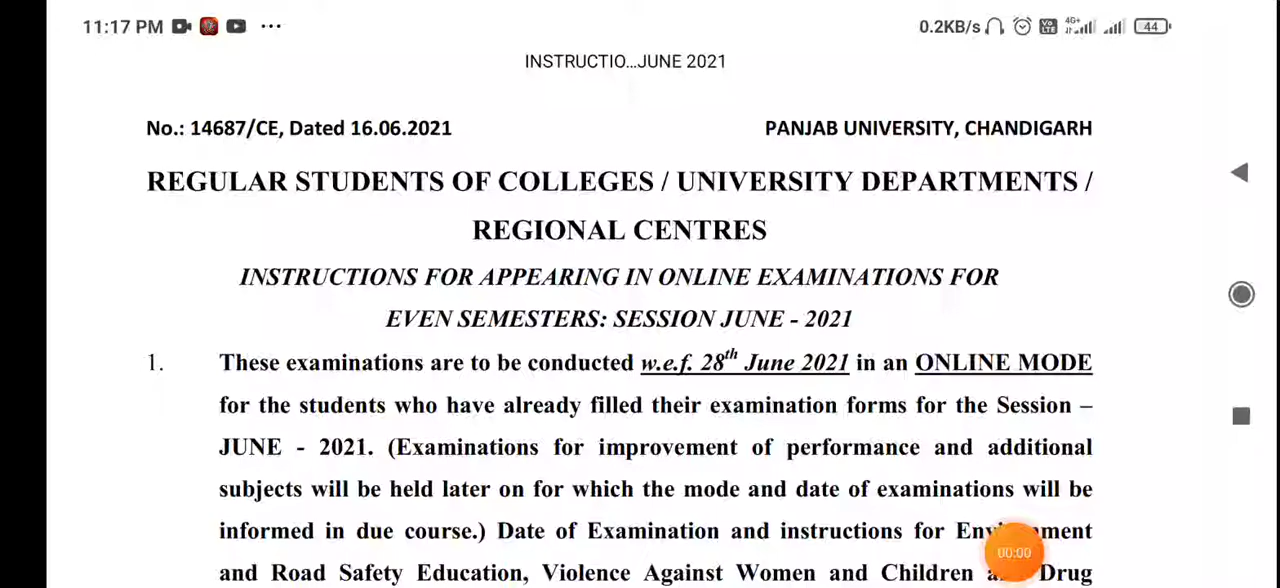 11:17 PM ...
0.2KB/s 4G+ VoLTE 44
INSTRUCTIO...JUNE 2021
No.: 14687/CE, Dated 16.06.2021 PANJAB UNIVERSITY, CHANDIGARH
REGULAR STUDENTS OF COLLEGES / UNIVERSITY DEPARTMENTS /
REGIONAL CENTRES
INSTRUCTIONS FOR APPEARING IN ONLINE EXAMINATIONS FOR
EVEN SEMESTERS: SESSION JUNE - 2021
1. These examinations are to be conducted w.e.f. 28th June 2021 in an ONLINE MODE
for the students who have already filled their examination forms for the Session –
JUNE - 2021. (Examinations for improvement of performance and additional
subjects will be held later on for which the mode and date of examinations will be
informed in due course.) Date of Examination and instructions for
00:00
and Road Safety Education, Violence Against Women and Children Drug